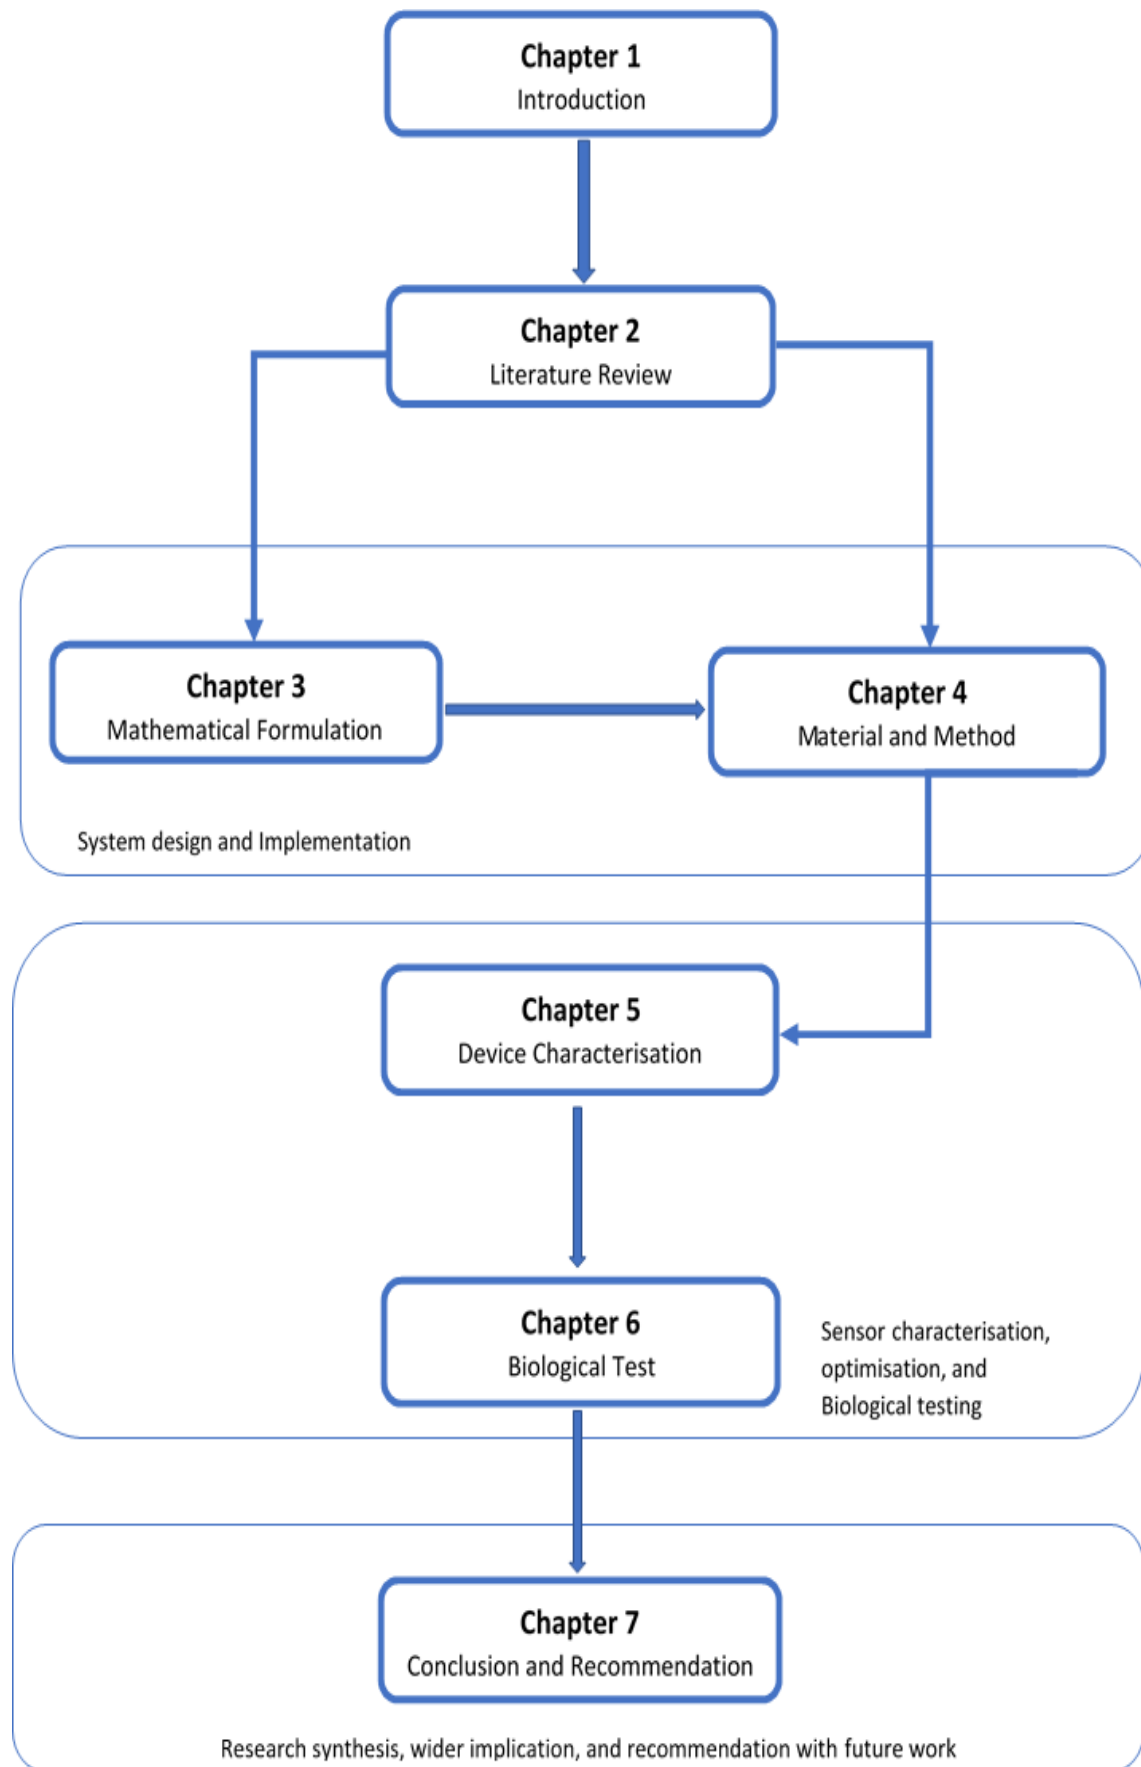 Chapter 1
Introduction
Chapter 2
Literature Review
Chapter 3
Mathematical Formulation
Chapter 4
Material and Method
System design and Implementation
Chapter 5
Device Characterisation
Chapter 6
Biological Test
Sensor characterisation,
optimisation, and
Biological testing
Chapter 7
Conclusion and Recommendation
Research synthesis, wider implication, and recommendation with future work